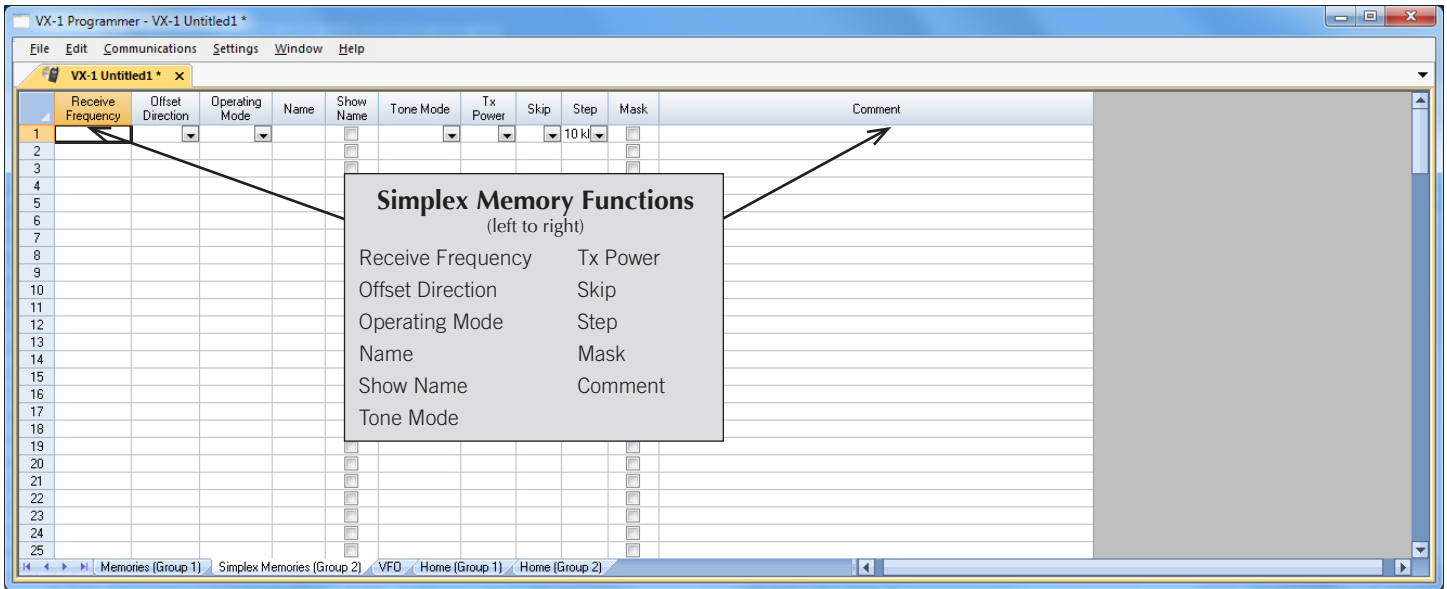 VX-1 Programmer - VX-1 Untitled1 *
File Edit Communications Settings Window Help
VX-1 Untitled1 * x
Receive Frequency Offset Direction Operating Mode Name Show Name Tone Mode Tx Power Skip Step Mask Comment
1 10 kl
2
3
4
5
6
7
8
9
10
11
12
13
14
15
16
17
18
19
20
21
22
23
24
25
Simplex Memory Functions
(left to right)
Receive Frequency Tx Power
Offset Direction Skip
Operating Mode Step
Name Mask
Show Name Comment
Tone Mode
Memories (Group 1) Simplex Memories (Group 2) VFO Home (Group 1) Home (Group 2)